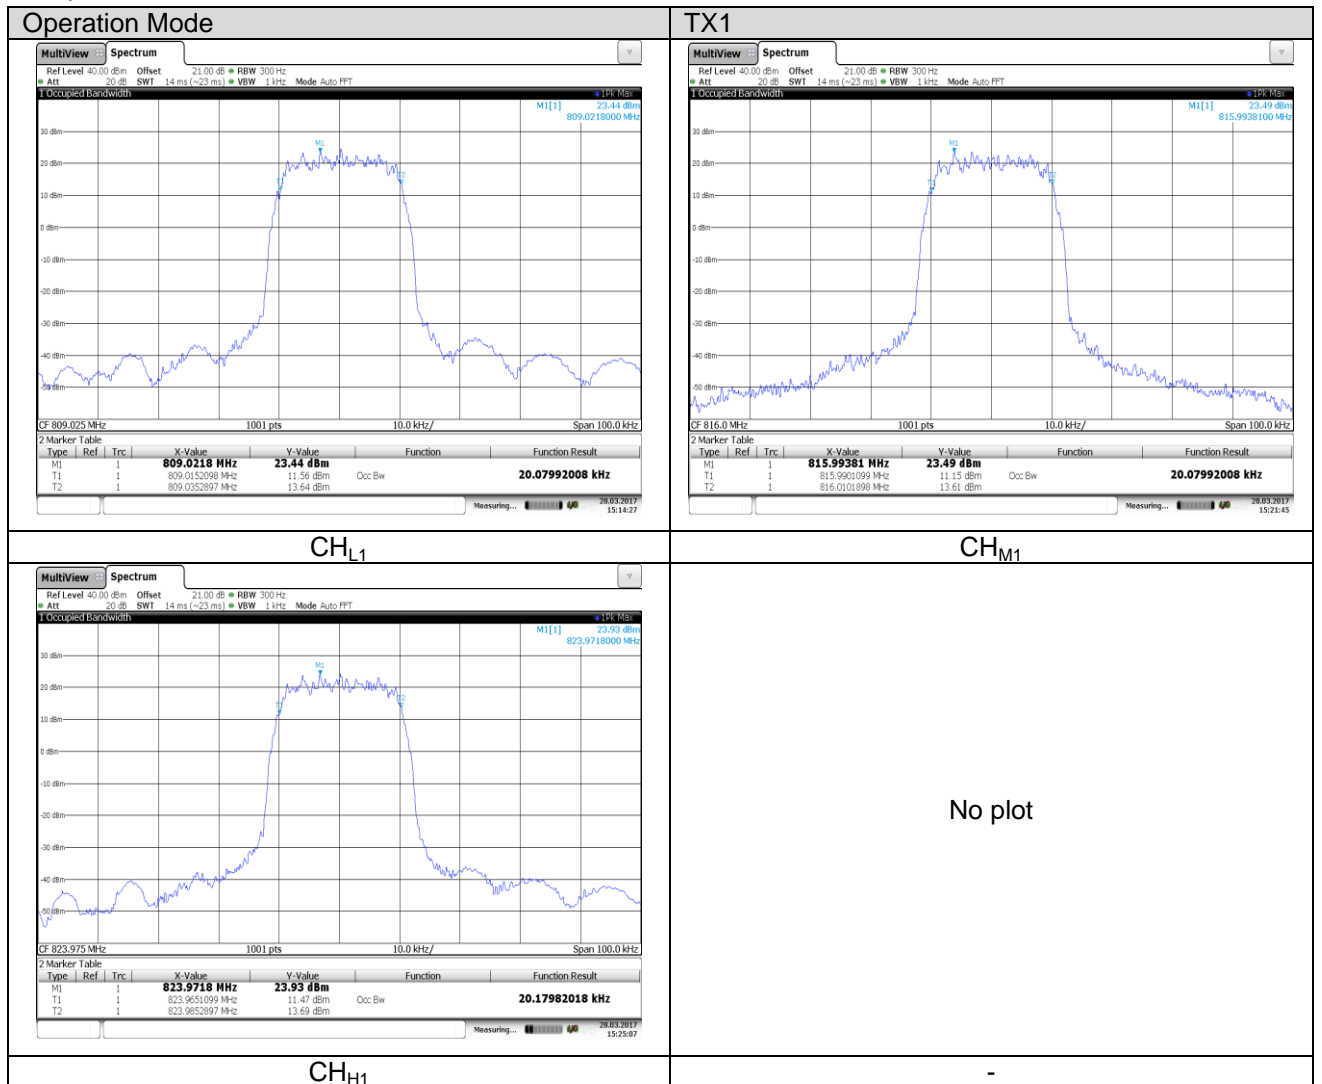 Operation Mode
TX1
MultiView Spectrum
Ref Level 40.00 dBm Offset 21.00 dB RBW 300 Hz
Att 20 dB SWT 14 ms (~23 ms) VBW 1 kHz Mode Auto FFT
1 Occupied Bandwidth 1Pk Max
M1[1] 23.44 dBm
809.0218000 MHz
30 dBm
M1
20 dBm
T1
T2
10 dBm
0 dBm
-10 dBm
-20 dBm
-30 dBm
-40 dBm
-50 dBm
CF 809.025 MHz 1001 pts 10.0 kHz/ Span 100.0 kHz
2 Marker Table
Type Ref Trc X-Value Y-Value Function Function Result
M1 1 809.0218 MHz 23.44 dBm
T1 1 809.0152098 MHz 11.56 dBm Occ Bw 20.07992008 kHz
T2 1 809.0352897 MHz 13.64 dBm
Measuring... 28.03.2017
15:14:27
MultiView Spectrum
Ref Level 40.00 dBm Offset 21.00 dB RBW 300 Hz
Att 20 dB SWT 14 ms (~23 ms) VBW 1 kHz Mode Auto FFT
1 Occupied Bandwidth 1Pk Max
M1[1] 23.49 dBm
815.9938100 MHz
30 dBm
M1
20 dBm
T1
T2
10 dBm
0 dBm
-10 dBm
-20 dBm
-30 dBm
-40 dBm
-50 dBm
CF 816.0 MHz 1001 pts 10.0 kHz/ Span 100.0 kHz
2 Marker Table
Type Ref Trc X-Value Y-Value Function Function Result
M1 1 815.99381 MHz 23.49 dBm
T1 1 815.9901099 MHz 11.15 dBm Occ Bw 20.07992008 kHz
T2 1 816.0101898 MHz 13.61 dBm
Measuring... 28.03.2017
15:21:45
CHL1
CHM1
MultiView Spectrum
Ref Level 40.00 dBm Offset 21.00 dB RBW 300 Hz
Att 20 dB SWT 14 ms (~23 ms) VBW 1 kHz Mode Auto FFT
1 Occupied Bandwidth 1Pk Max
M1[1] 23.93 dBm
823.9718000 MHz
30 dBm
M1
20 dBm
T1
T2
10 dBm
0 dBm
-10 dBm
-20 dBm
-30 dBm
-40 dBm
-50 dBm
CF 823.975 MHz 1001 pts 10.0 kHz/ Span 100.0 kHz
2 Marker Table
Type Ref Trc X-Value Y-Value Function Function Result
M1 1 823.9718 MHz 23.93 dBm
T1 1 823.9651099 MHz 11.47 dBm Occ Bw 20.17982018 kHz
T2 1 823.9852897 MHz 13.69 dBm
Measuring... 28.03.2017
15:25:07
No plot
CHH1
-